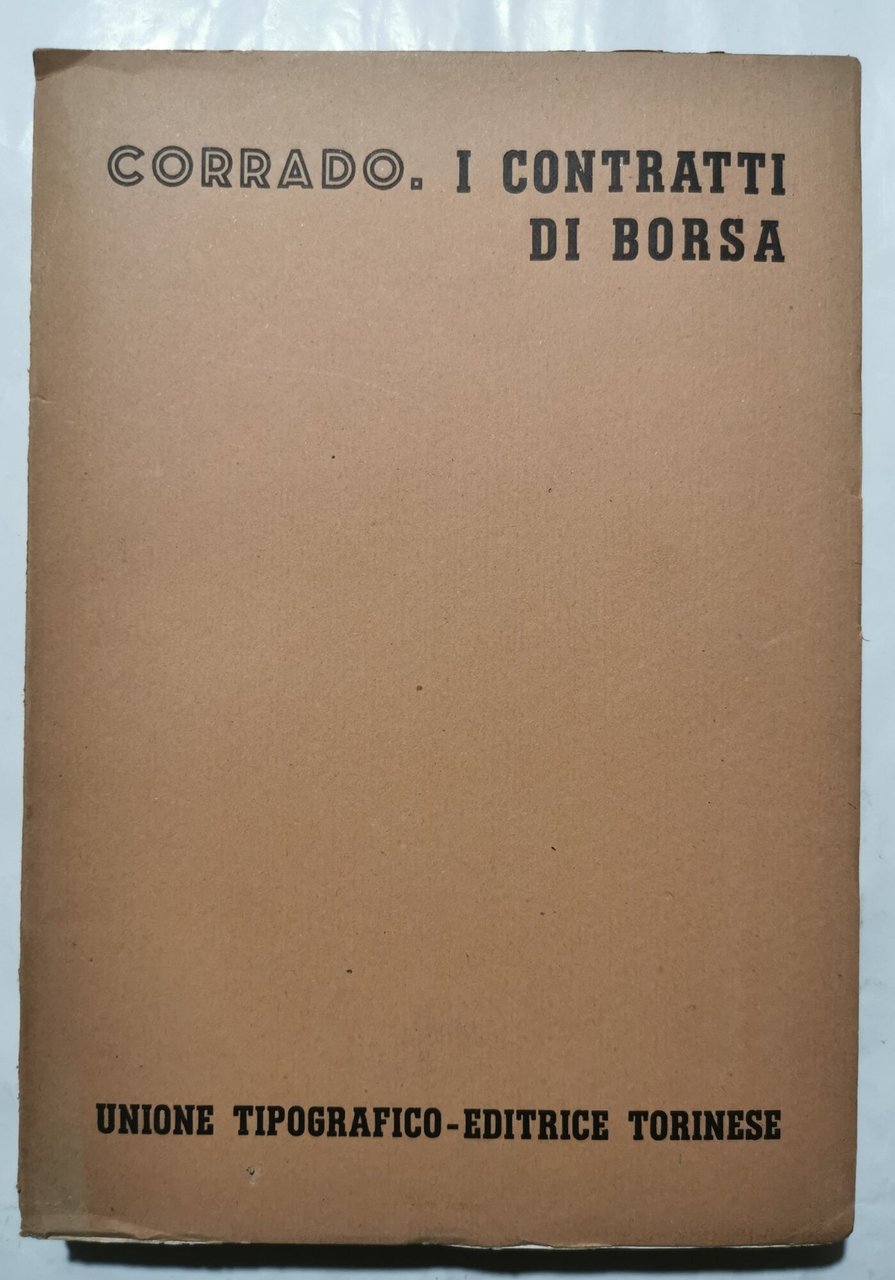 CORRADO. I CONTRATTI
DI BORSA
UNIONE TIPOGRAFICO-EDITRICE TORINESE